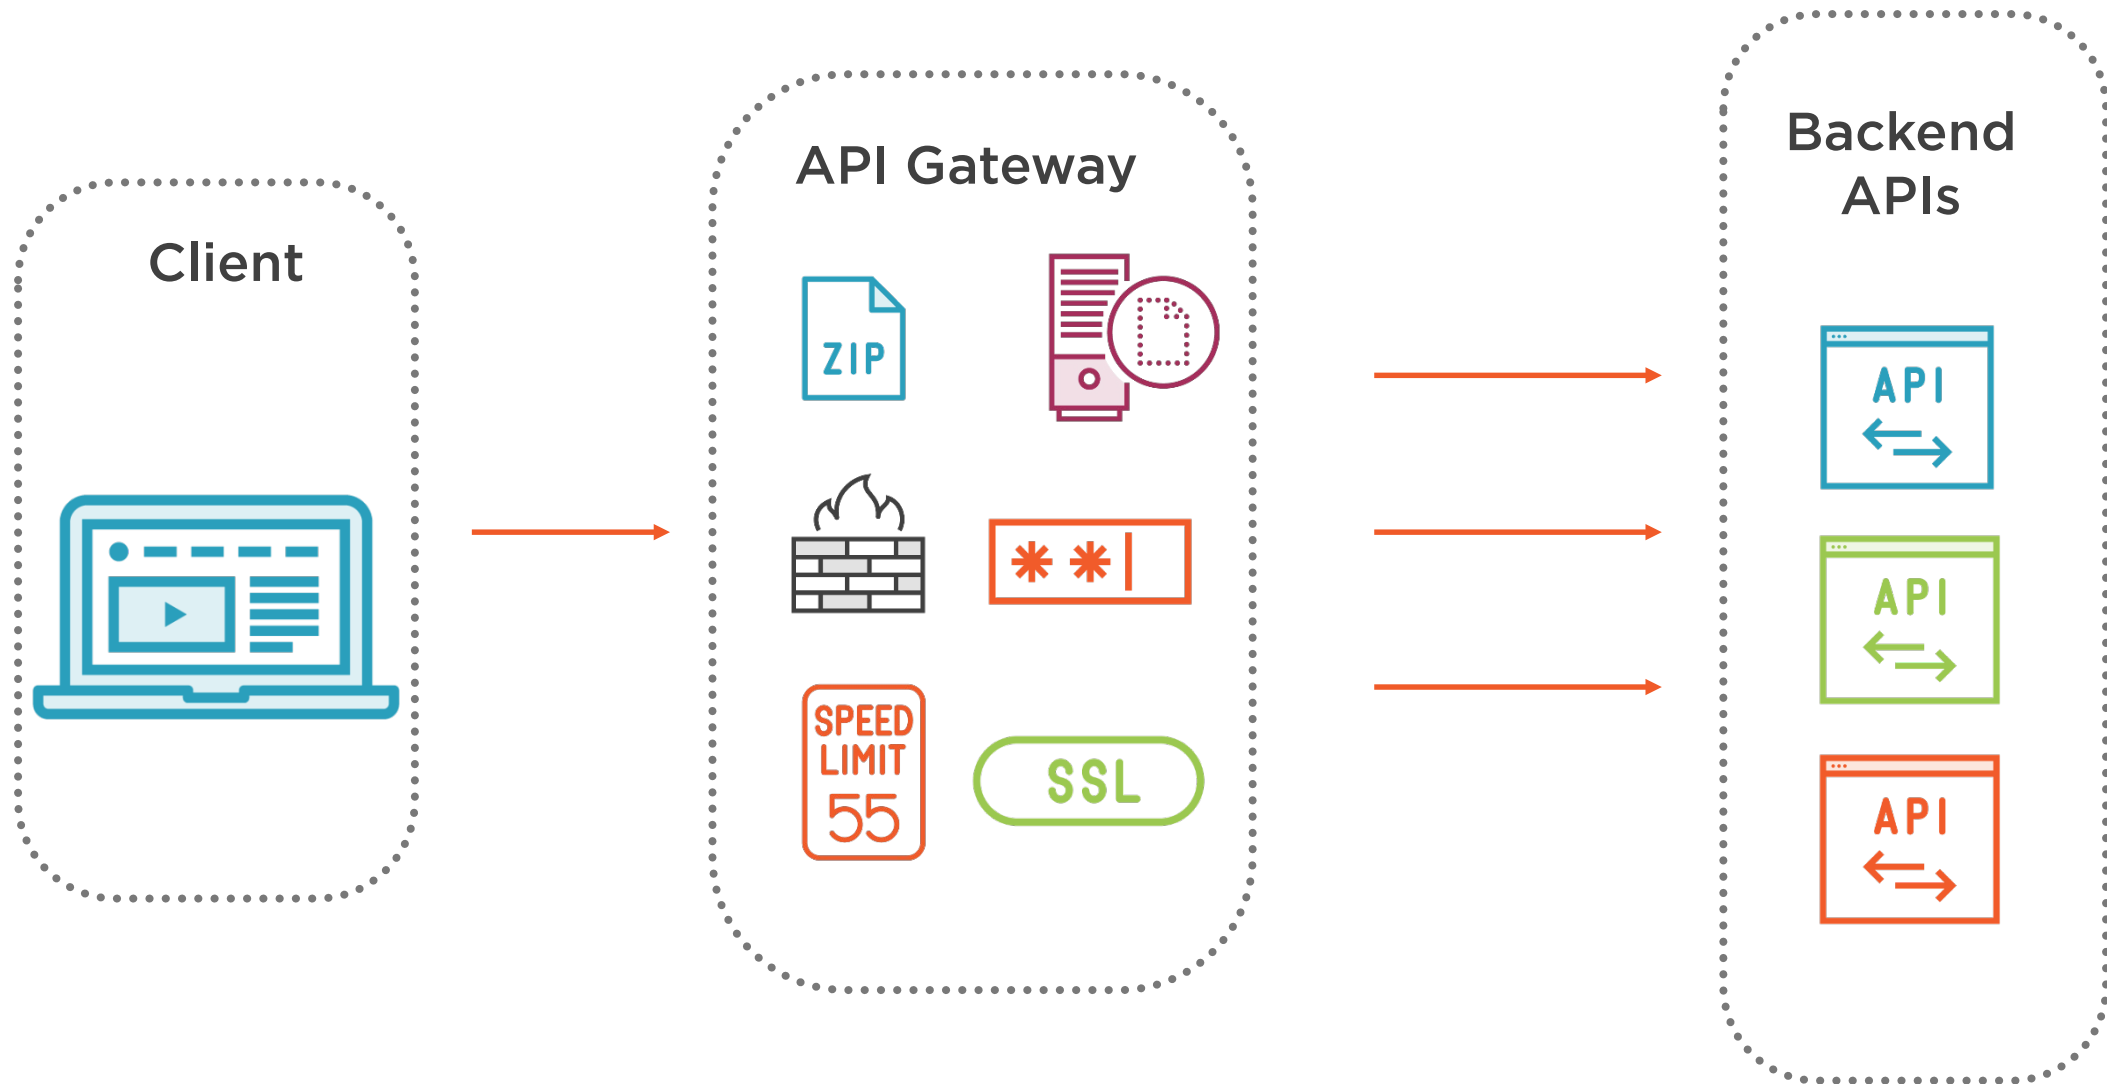 Client
API Gateway
ZIP
**
SPEED
LIMIT
55
SSL
Backend
APIs
API
API
API